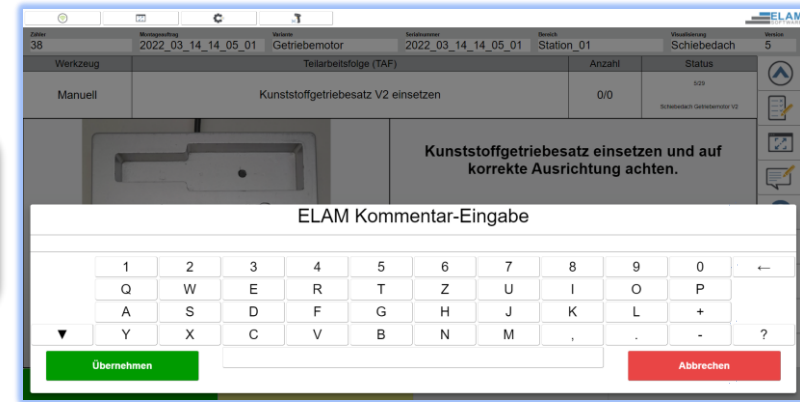 ELAM
SOFTWARE
Zähler Montageauftrag Variante Seriennummer Bereich Visualisierung Version
38 2022_03_14_14_05_01 Getriebemotor 2022_03_14_14_05_01 Station_01 Schiebedach 5
Werkzeug Teilarbeitsfolge (TAF) Anzahl Status
Manuell Kunststoffgetriebesatz V2 einsetzen 0/0 5/29
Schiebedach Getriebemotor V2
Kunststoffgetriebesatz einsetzen und auf
korrekte Ausrichtung achten.
ELAM Kommentar-Eingabe
1 2 3 4 5 6 7 8 9 0 ←
Q W E R T Z U I O P
A S D F G H J K L +
▼ Y X C V B N M , . - ?
Übernehmen Abbrechen